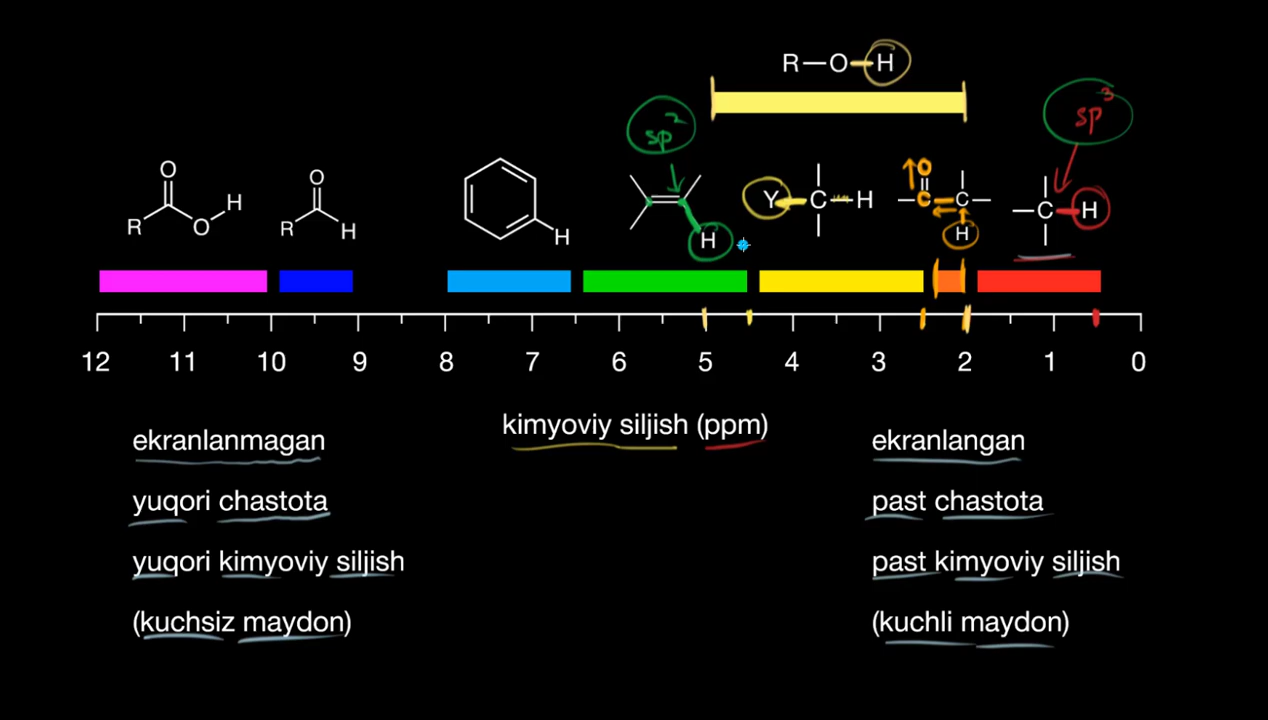 R—O—H
sp²
sp³
O
R O H
O
R H
H
H
Y C H
O
C C
H
C H
12 11 10 9 8 7 6 5 4 3 2 1 0
kimyoviy siljish (ppm)
ekranlanmagan
yuqori chastota
yuqori kimyoviy siljish
(kuchsiz maydon)
ekranlangan
past chastota
past kimyoviy siljish
(kuchli maydon)